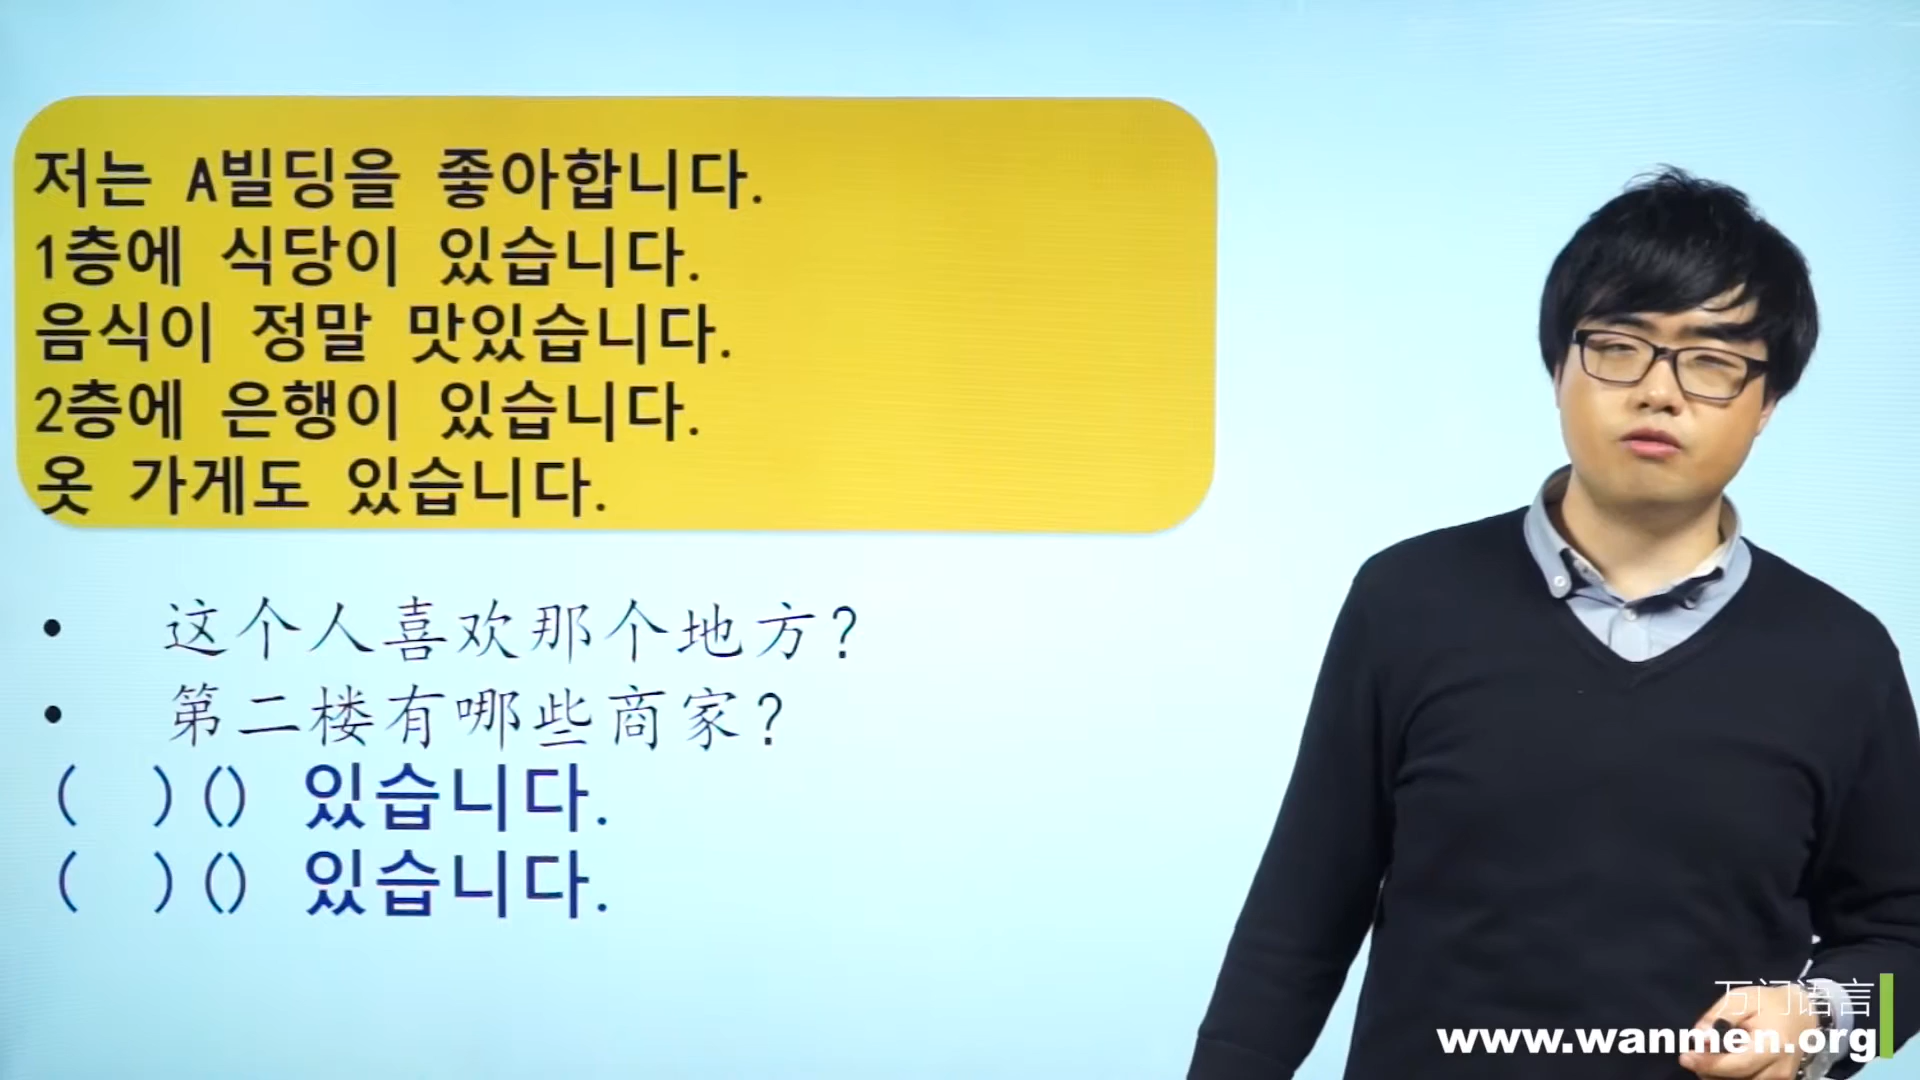 저는 A빌딩을 좋아합니다.
1층에 식당이 있습니다.
음식이 정말 맛있습니다.
2층에 은행이 있습니다.
옷 가게도 있습니다.
• 这个人喜欢那个地方?
• 第二楼有哪些商家?
( )() 있습니다.
( )() 있습니다.
万门语言
www.wanmen.org